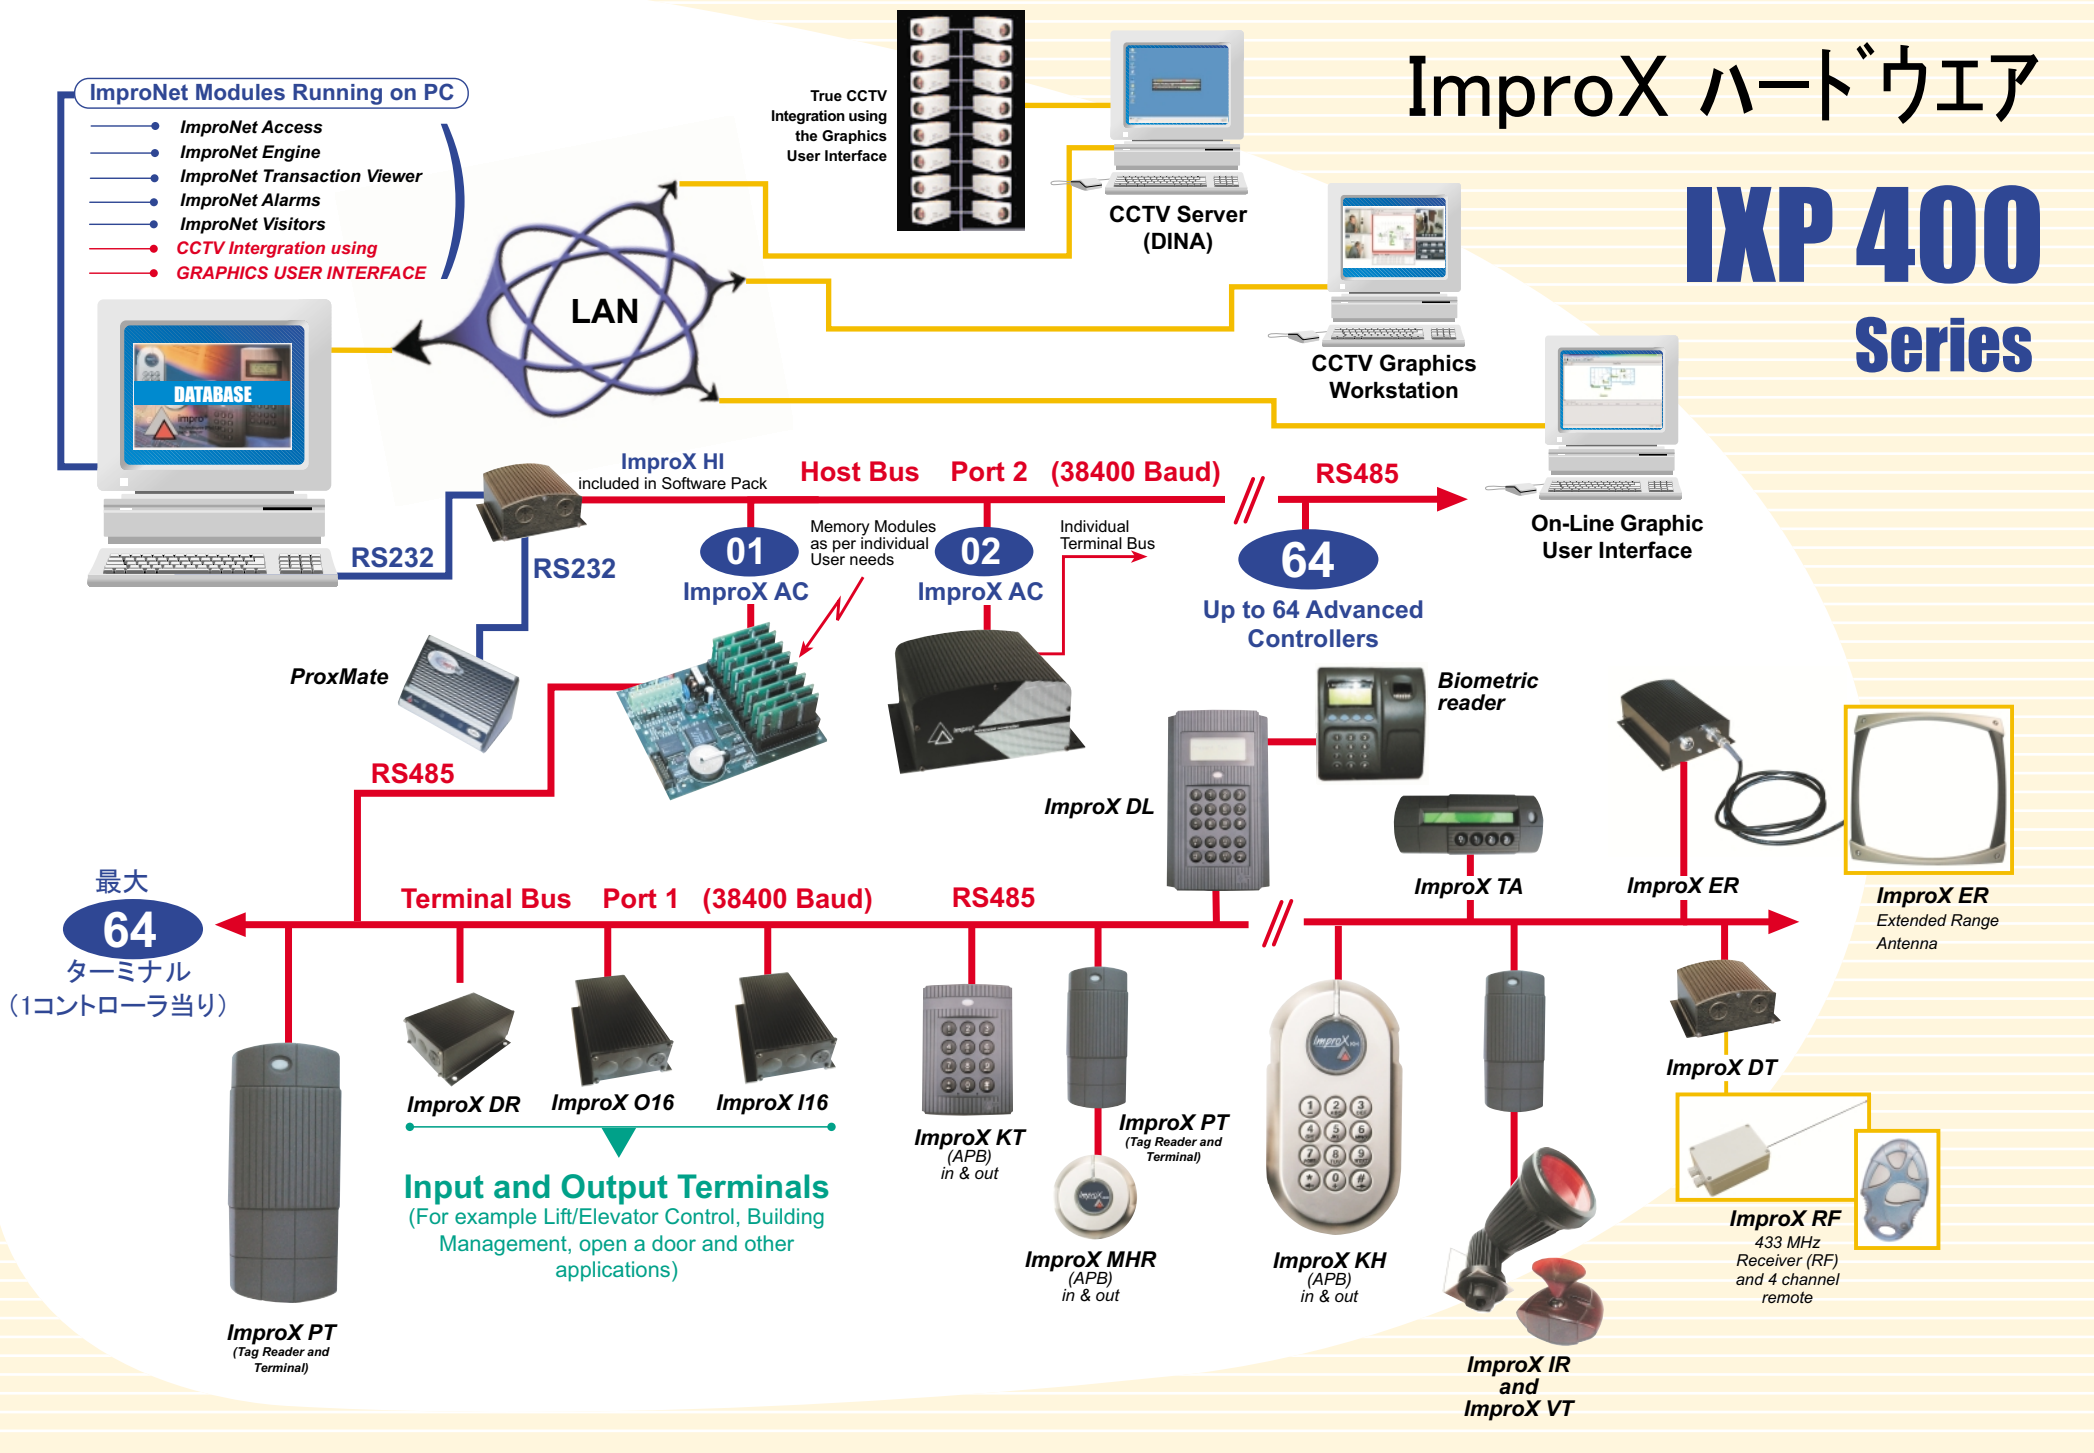 ImproX ハードウエア
IXP 400
Series
ImproNet Modules Running on PC
ImproNet Access
ImproNet Engine
ImproNet Transaction Viewer
ImproNet Alarms
ImproNet Visitors
CCTV Intergration using
GRAPHICS USER INTERFACE
True CCTV
Integration using
the Graphics
User Interface
CCTV Server
(DINA)
LAN
CCTV Graphics
Workstation
DATABASE
impro
On-Line Graphic
User Interface
ImproX HI
included in Software Pack
Host Bus Port 2 (38400 Baud)
RS485
RS232
RS232
01
ImproX AC
Memory Modules
as per individual
User needs
02
ImproX AC
Individual
Terminal Bus
64
Up to 64 Advanced
Controllers
ProxMate
RS485
Biometric
reader
ImproX DL
ImproX TA
ImproX ER
ImproX ER
Extended Range
Antenna
最大
64
ターミナル
（1コントローラ当り）
Terminal Bus Port 1 (38400 Baud) RS485
ImproX PT
(Tag Reader and
Terminal)
ImproX DR
ImproX O16
ImproX I16
Input and Output Terminals
(For example Lift/Elevator Control, Building
Management, open a door and other
applications)
ImproX KT
(APB)
in & out
ImproX PT
(Tag Reader and
Terminal)
ImproX MHR
(APB)
in & out
ImproX KH
(APB)
in & out
ImproX IR
and
ImproX VT
ImproX DT
ImproX RF
433 MHz
Receiver (RF)
and 4 channel
remote